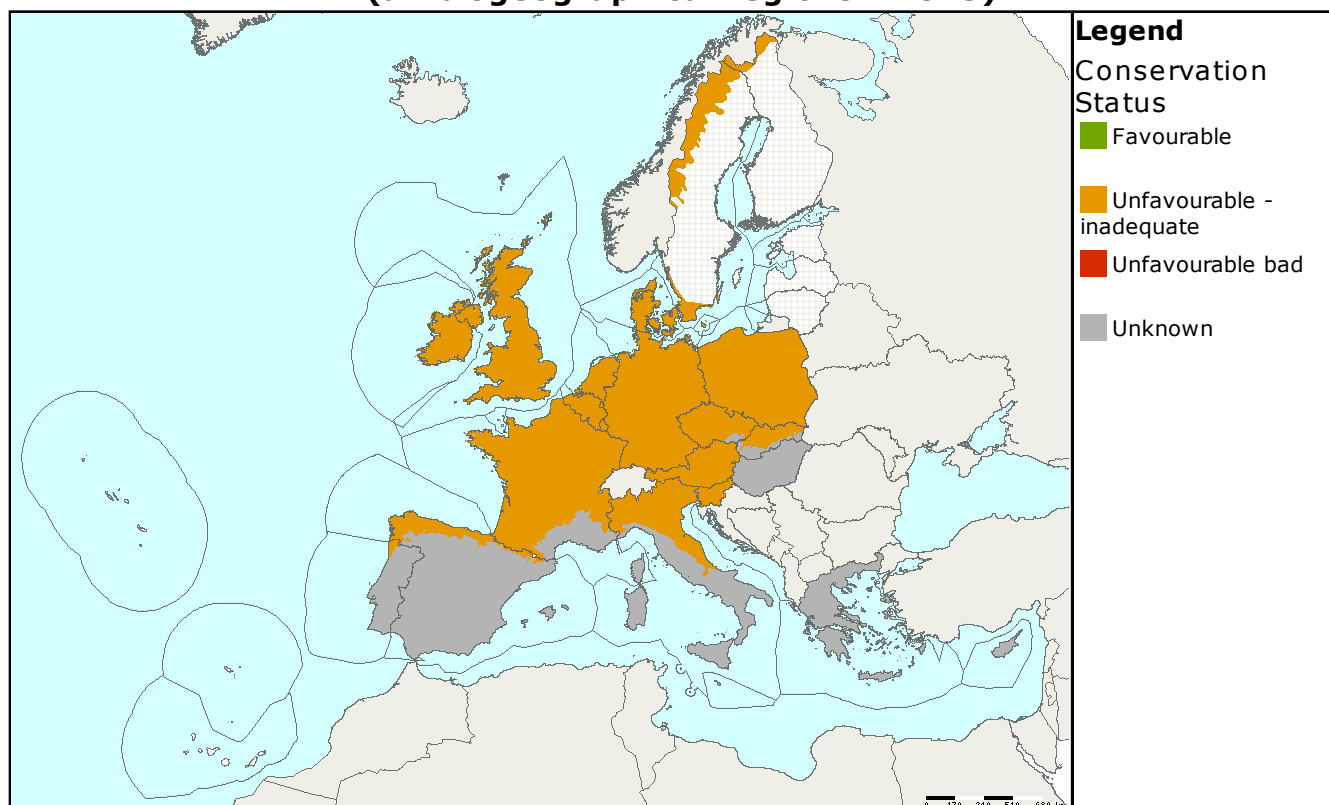 Legend
Conservation
Status
Favourable
Unfavourable -
inadequate
Unfavourable bad
Unknown